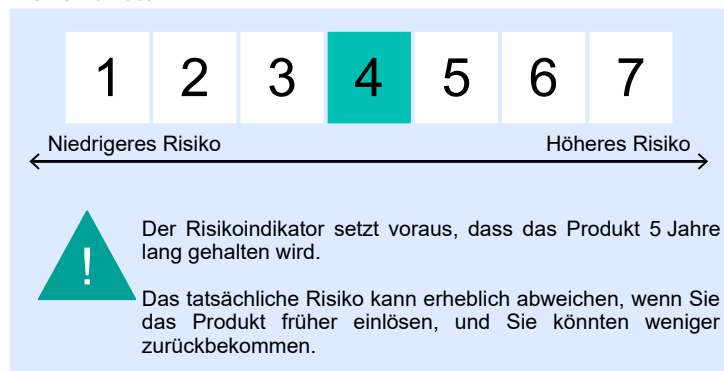 1 2 3 4 5 6 7
Niedrigeres Risiko Höheres Risiko
!
Der Risikoindikator setzt voraus, dass das Produkt 5 Jahre
lang gehalten wird.
Das tatsächliche Risiko kann erheblich abweichen, wenn Sie
das Produkt früher einlösen, und Sie könnten weniger
zurückbekommen.